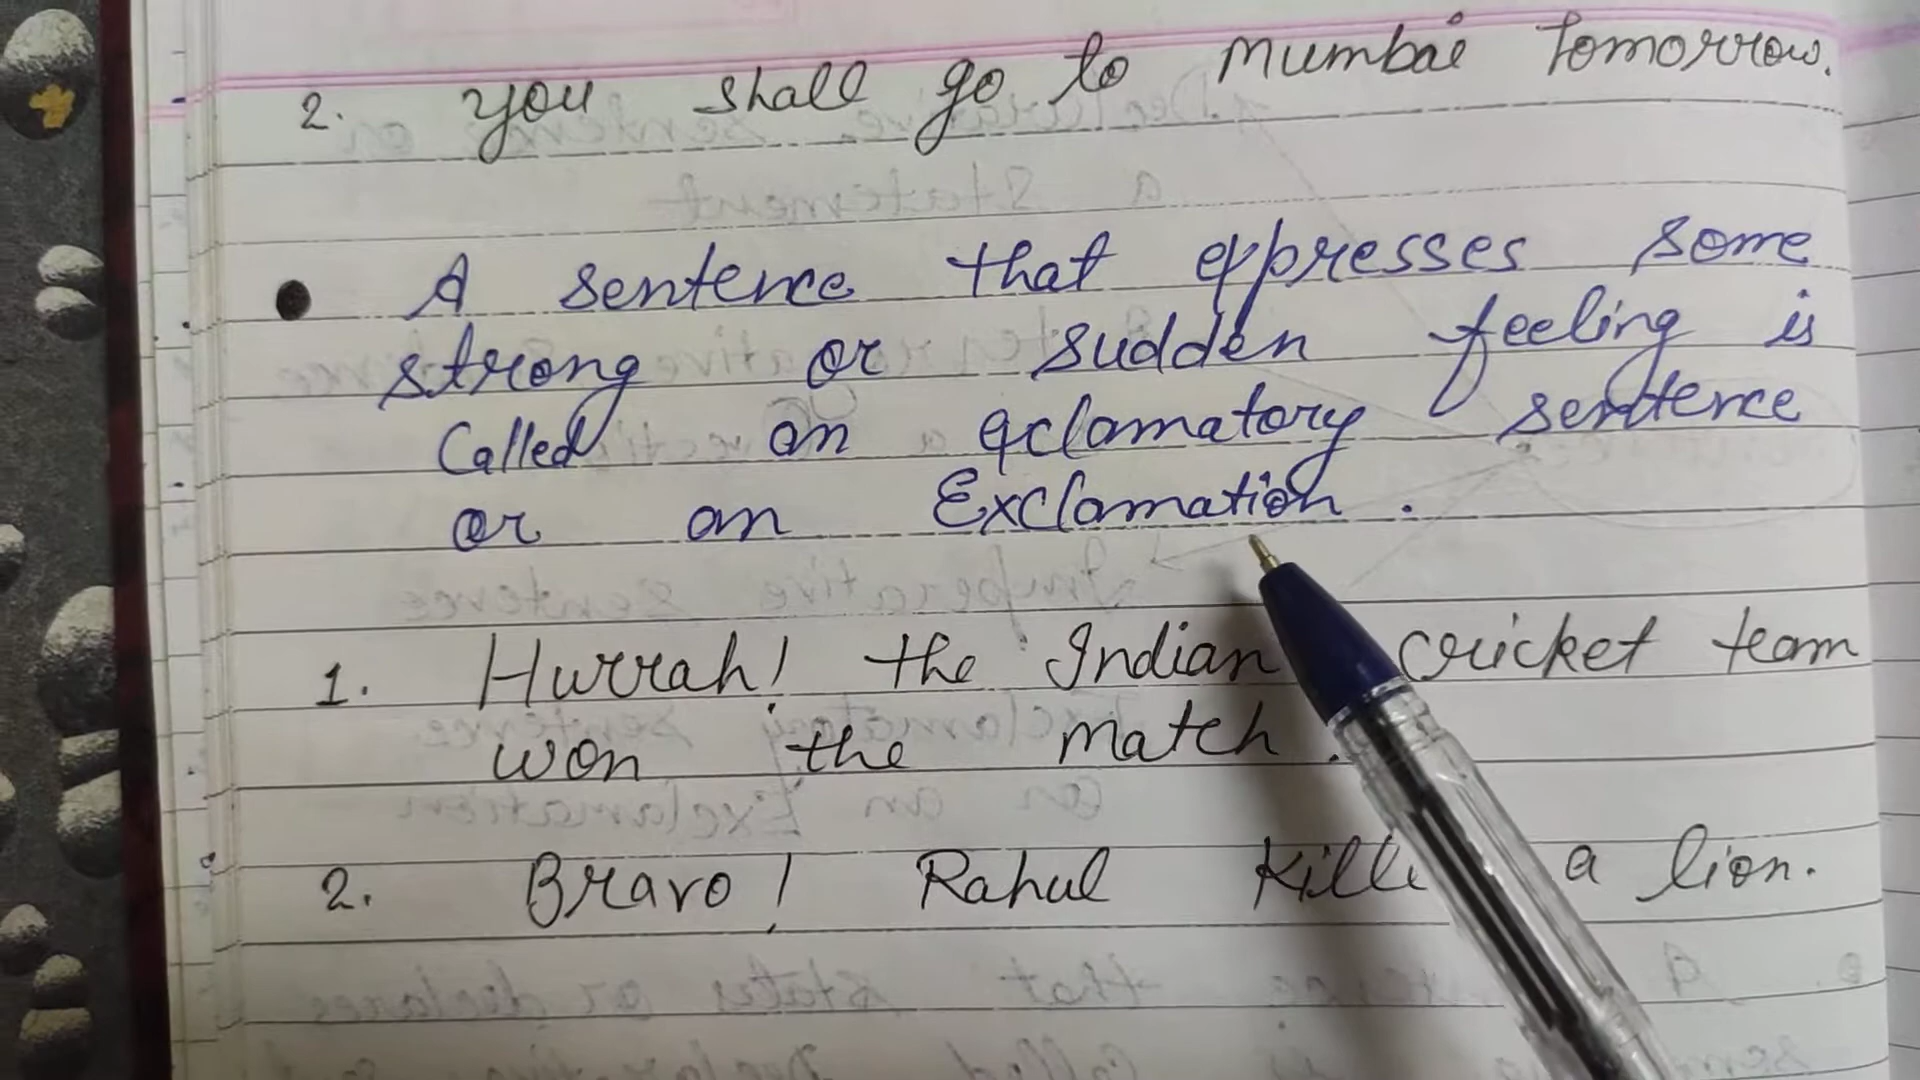 2. you shall go to mumbai Tomorrow.
• A sentence that expresses some
strong or sudden feeling is
Called an exclamatory sentence
or an Exclamation.
1. Hurrah! the Indian cricket team
won the match.
2. Bravo! Rahul a lion.